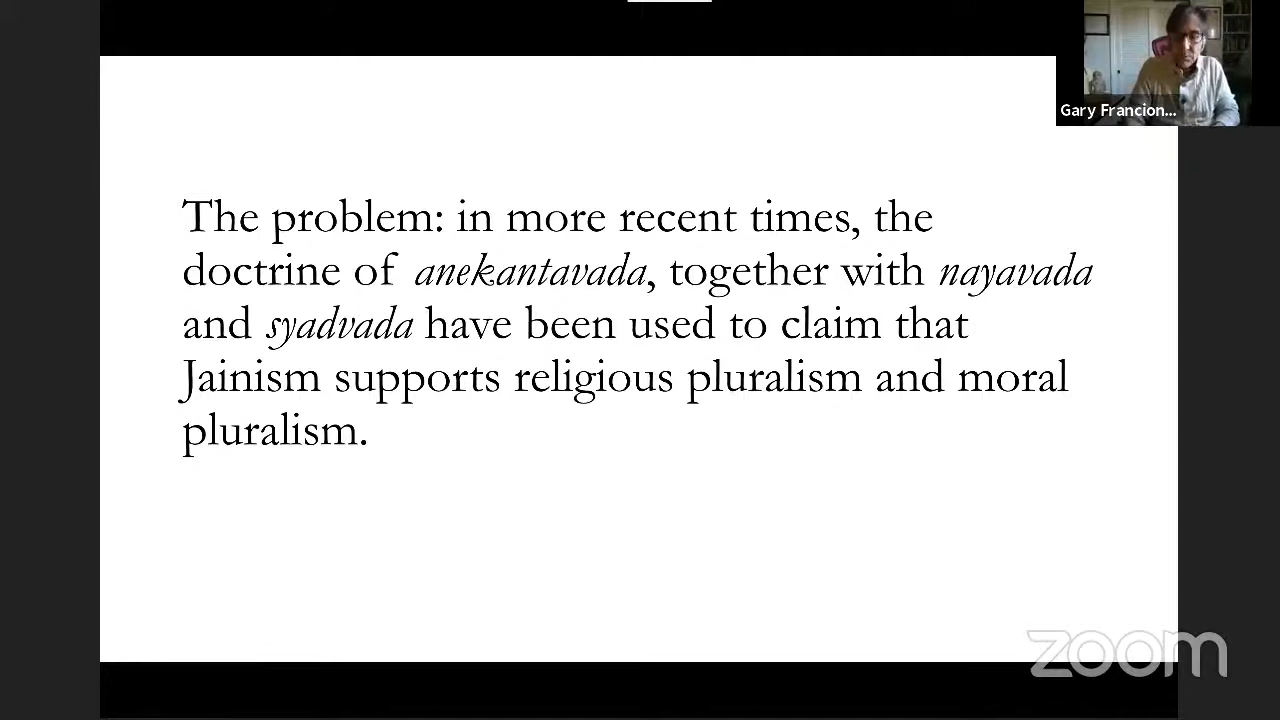 Gary Francion...
The problem: in more recent times, the
doctrine of anekantavada, together with nayavada
and syadvada have been used to claim that
Jainism supports religious pluralism and moral
pluralism.
zoom